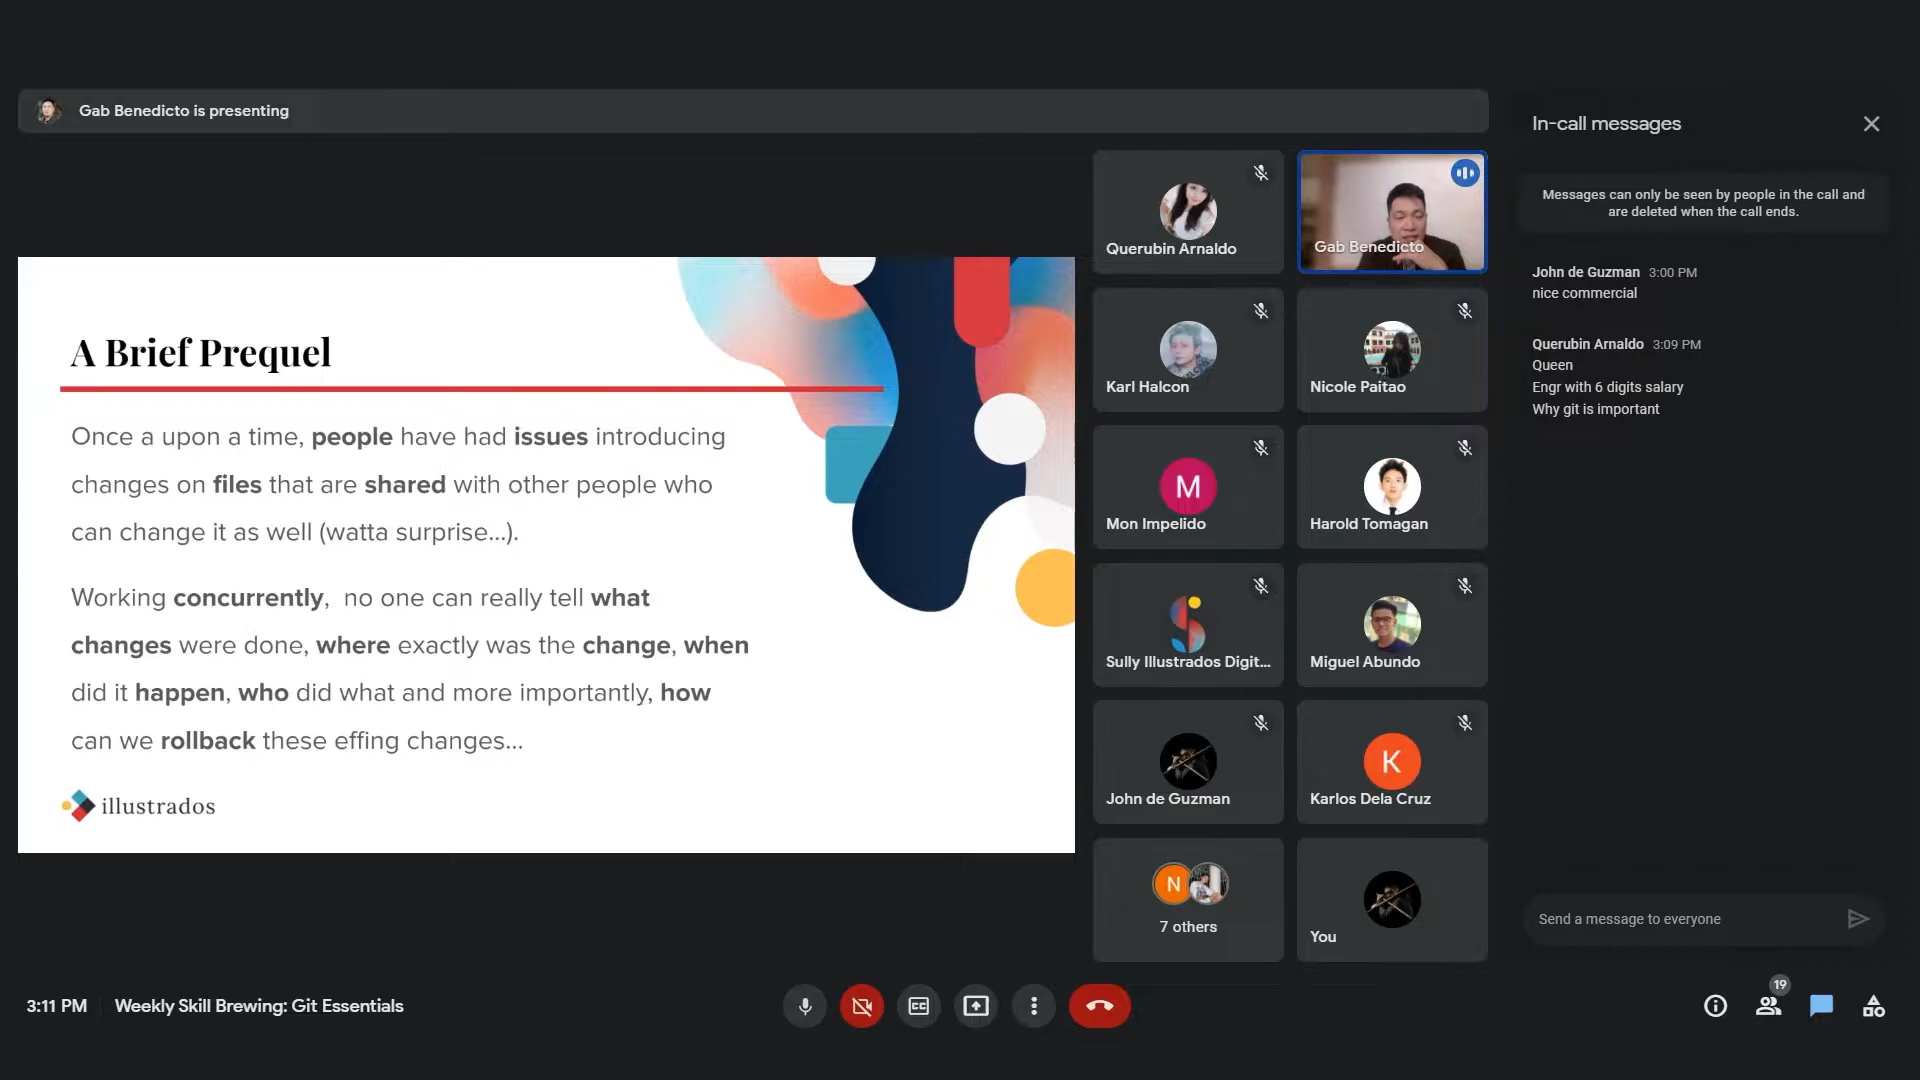 Gab Benedicto is presenting
A Brief Prequel
Once a upon a time, people have had issues introducing
changes on files that are shared with other people who
can change it as well (watta surprise...).
Working concurrently,  no one can really tell what
changes were done, where exactly was the change, when
did it happen, who did what and more importantly, how
can we rollback these effing changes...
illustrados
Querubin Arnaldo
Gab Benedicto
Karl Halcon
Nicole Paitao
M
Mon Impelido
Harold Tomagan
Sully Illustrados Digit...
Miguel Abundo
John de Guzman
K
Karlos Dela Cruz
N
7 others
You
In-call messages
Messages can only be seen by people in the call and
are deleted when the call ends.
John de Guzman 3:00 PM
nice commercial
Querubin Arnaldo 3:09 PM
Queen
Engr with 6 digits salary
Why git is important
Send a message to everyone
3:11 PM
Weekly Skill Brewing: Git Essentials
CC
19